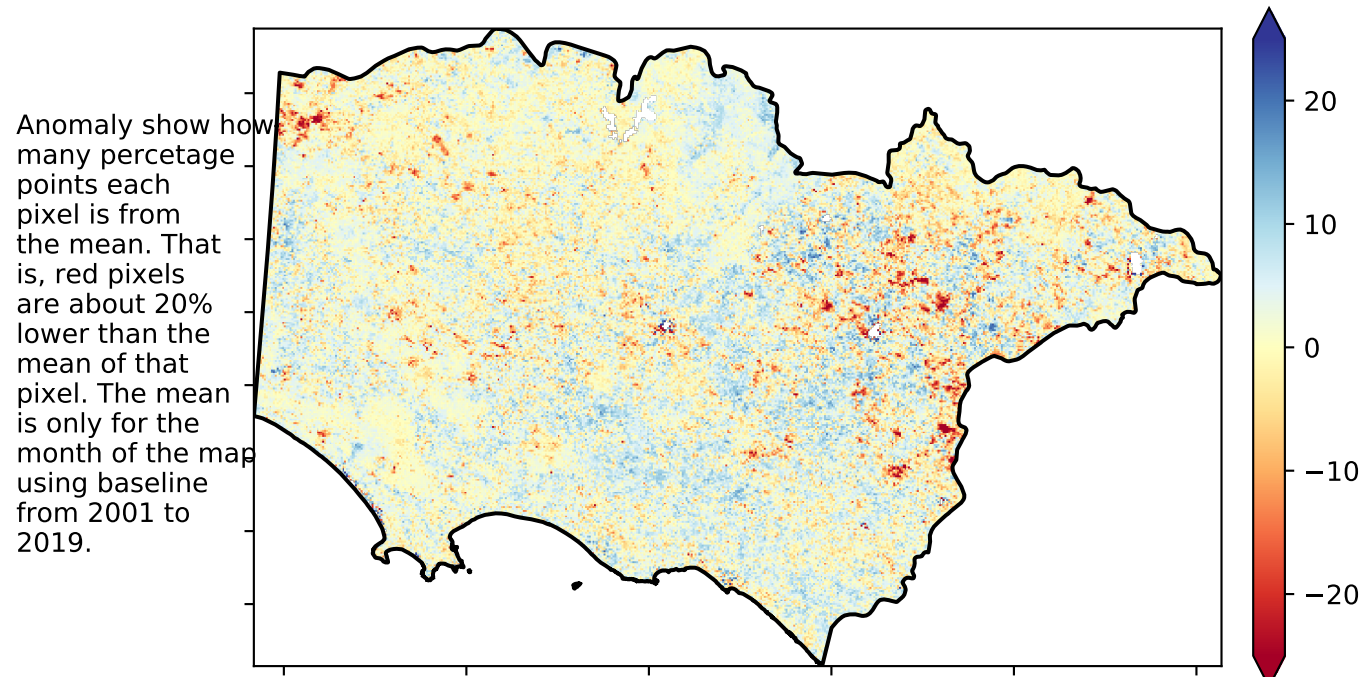 Anomaly show how
many percetage
points each
pixel is from
the mean. That
is, red pixels
are about 20%
lower than the
mean of that
pixel. The mean
is only for the
month of the map
using baseline
from 2001 to
2019.
20
10
0
−10
−20